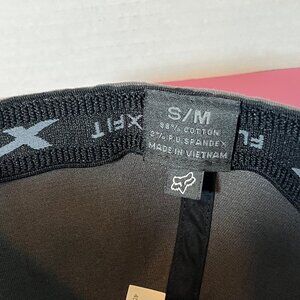 S/M
98% COTTON
2% P.U. SPANDEX
MADE IN VIETNAM
X
FL
XFIT